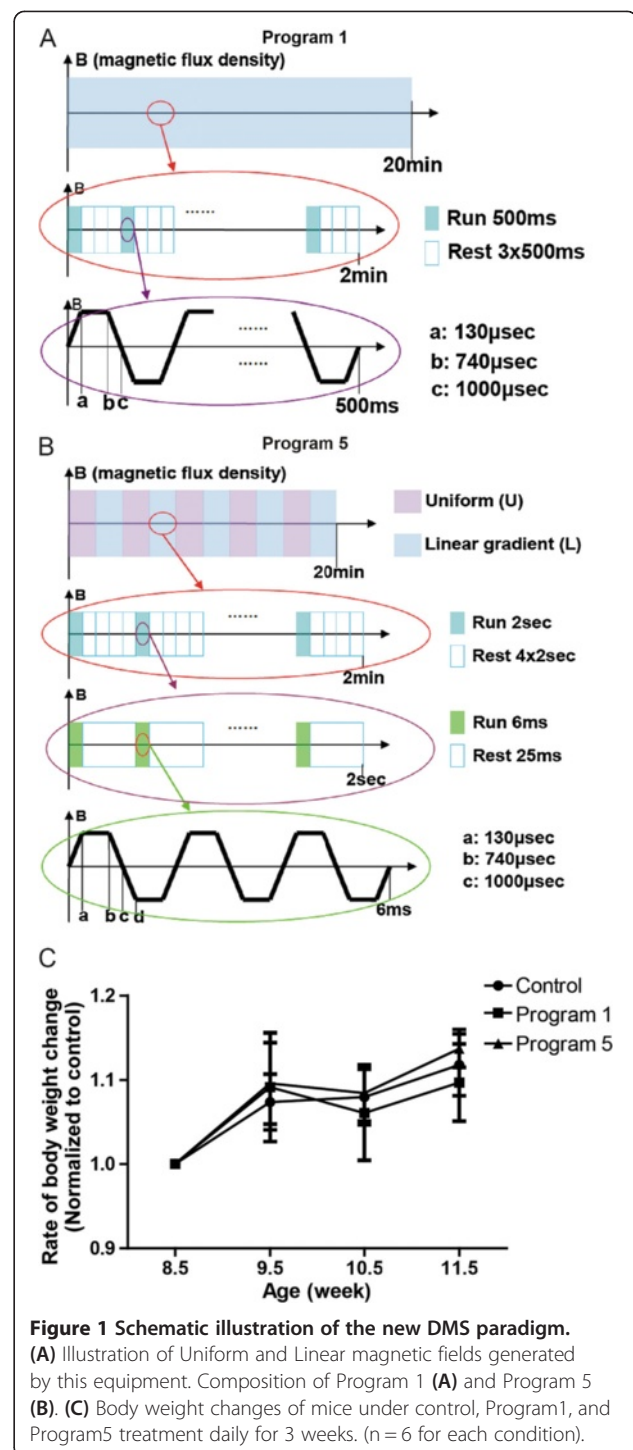 A
Program 1
B (magnetic flux density)
20min
B
......
Run 500ms
Rest 3x500ms
2min
B
......
......
a: 130µsec
b: 740µsec
c: 1000µsec
a b c
500ms
B
Program 5
B (magnetic flux density)
Uniform (U)
Linear gradient (L)
20min
B
......
Run 2sec
Rest 4x2sec
2min
B
......
Run 6ms
Rest 25ms
2sec
B
a: 130µsec
b: 740µsec
c: 1000µsec
a b c d
6ms
C
Control
Program 1
Program 5
Rate of body weight change
(Normalized to control)
1.2
1.1
1.0
0.9
8.5 9.5 10.5 11.5
Age (week)
Figure 1 Schematic illustration of the new DMS paradigm.
(A) Illustration of Uniform and Linear magnetic fields generated
by this equipment. Composition of Program 1 (A) and Program 5
(B). (C) Body weight changes of mice under control, Program1, and
Program5 treatment daily for 3 weeks. (n = 6 for each condition).